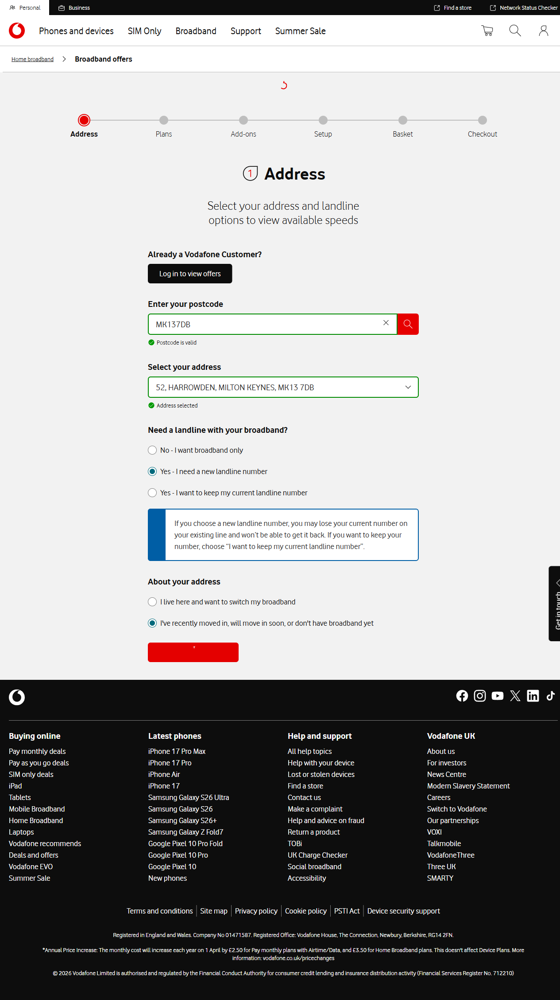 Personal
Business
Find a store
Network Status Checker
Phones and devices
SIM Only
Broadband
Support
Summer Sale
Home broadband
Broadband offers
Address
Plans
Add-ons
Setup
Basket
Checkout
1 Address
Select your address and landline
options to view available speeds
Already a Vodafone Customer?
Log in to view offers
Enter your postcode
MK137DB
Postcode is valid
Select your address
52, HARROWDEN, MILTON KEYNES, MK13 7DB
Address selected
Need a landline with your broadband?
No - I want broadband only
Yes - I need a new landline number
Yes - I want to keep my current landline number
If you choose a new landline number, you may lose your current number on
your existing line and won’t be able to get it back. If you want to keep your
number, choose “I want to keep my current landline number”.
About your address
I live here and want to switch my broadband
I've recently moved in, will move in soon, or don't have broadband yet
Get in touch
Buying online
Pay monthly deals
Pay as you go deals
SIM only deals
iPad
Tablets
Mobile Broadband
Home Broadband
Laptops
Vodafone recommends
Deals and offers
Vodafone EVO
Summer Sale
Latest phones
iPhone 17 Pro Max
iPhone 17 Pro
iPhone Air
iPhone 17
Samsung Galaxy S26 Ultra
Samsung Galaxy S26
Samsung Galaxy S26+
Samsung Galaxy Z Fold7
Google Pixel 10 Pro Fold
Google Pixel 10 Pro
Google Pixel 10
New phones
Help and support
All help topics
Help with your device
Lost or stolen devices
Find a store
Contact us
Make a complaint
Help and advice on fraud
Return a product
TOBi
UK Charge Checker
Social broadband
Accessibility
Vodafone UK
About us
For investors
News Centre
Modern Slavery Statement
Careers
Switch to Vodafone
Our partnerships
VOXI
Talkmobile
VodafoneThree
Three UK
SMARTY
Terms and conditions
Site map
Privacy policy
Cookie policy
PSTI Act
Device security support
Registered in England and Wales. Company No 01471587. Registered Office: Vodafone House, The Connection, Newbury, Berkshire, RG14 2FN.
*Annual Price Increase: The monthly cost will increase each year on 1 April by £2.50 for Pay monthly plans with Airtime/Data, and £3.50 for Home Broadband plans. This doesn't affect Device Plans. More
information: vodafone.co.uk/pricechanges
© 2026 Vodafone Limited is authorised and regulated by the Financial Conduct Authority for consumer credit lending and insurance distribution activity (Financial Services Register No. 712210)